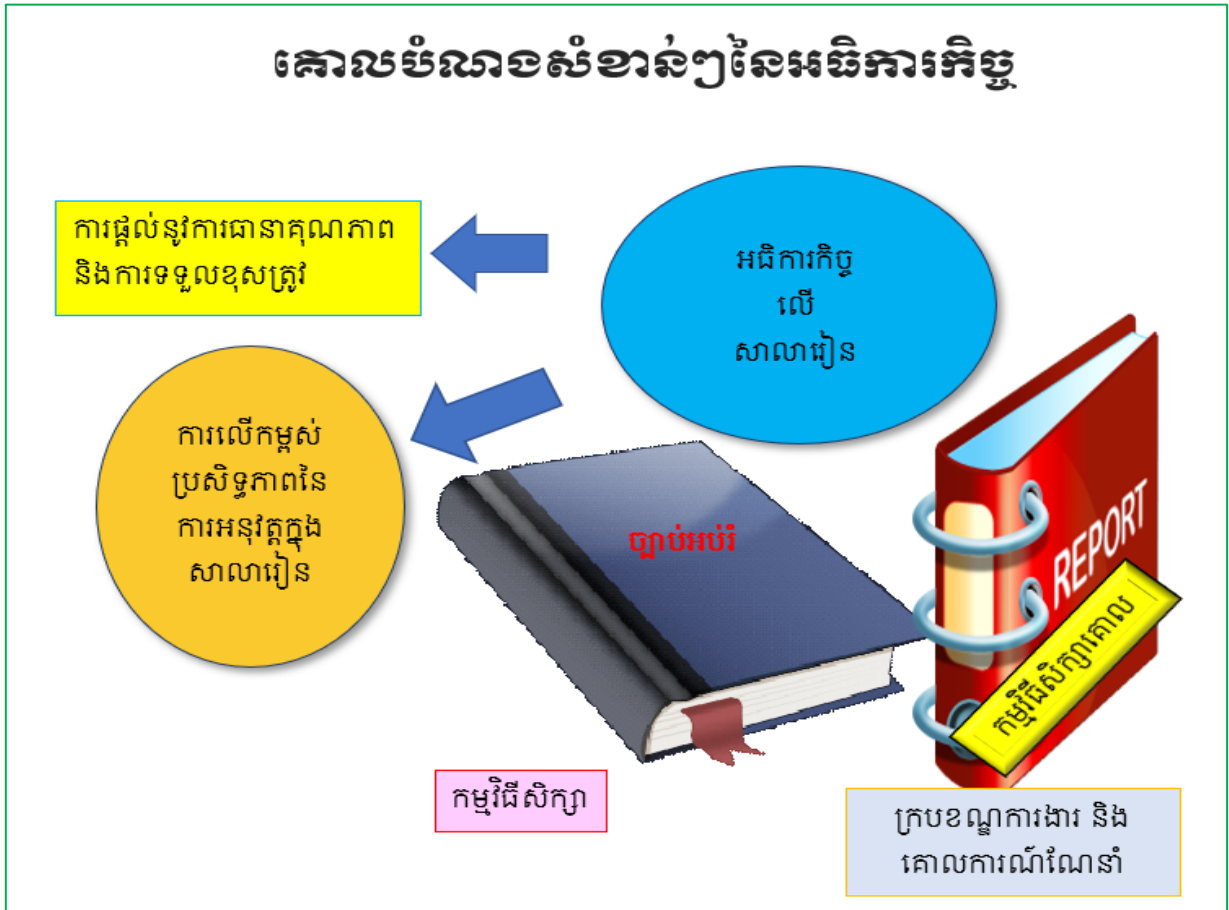 គោលបំណងសំខាន់ៗនៃអធិការកិច្ច
ការផ្តល់នូវការធានាគុណភាព
និងការទទួលខុសត្រូវ
អធិការកិច្ច
លើ
សាលារៀន
ការលើកម្ពស់
ប្រសិទ្ធភាពនៃ
ការអនុវត្តក្នុង
សាលារៀន
ច្បាប់អប់រំ
REPORT
កម្មវិធីសិក្សាគោល
កម្មវិធីសិក្សា
ក្របខណ្ឌការងារ និង
គោលការណ៍ណែនាំ